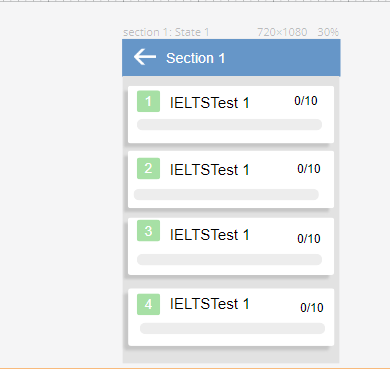 section 1: State 1 720×1080 30%
Section 1
1 IELTSTest 1 0/10
2 IELTSTest 1 0/10
3 IELTSTest 1 0/10
4 IELTSTest 1 0/10